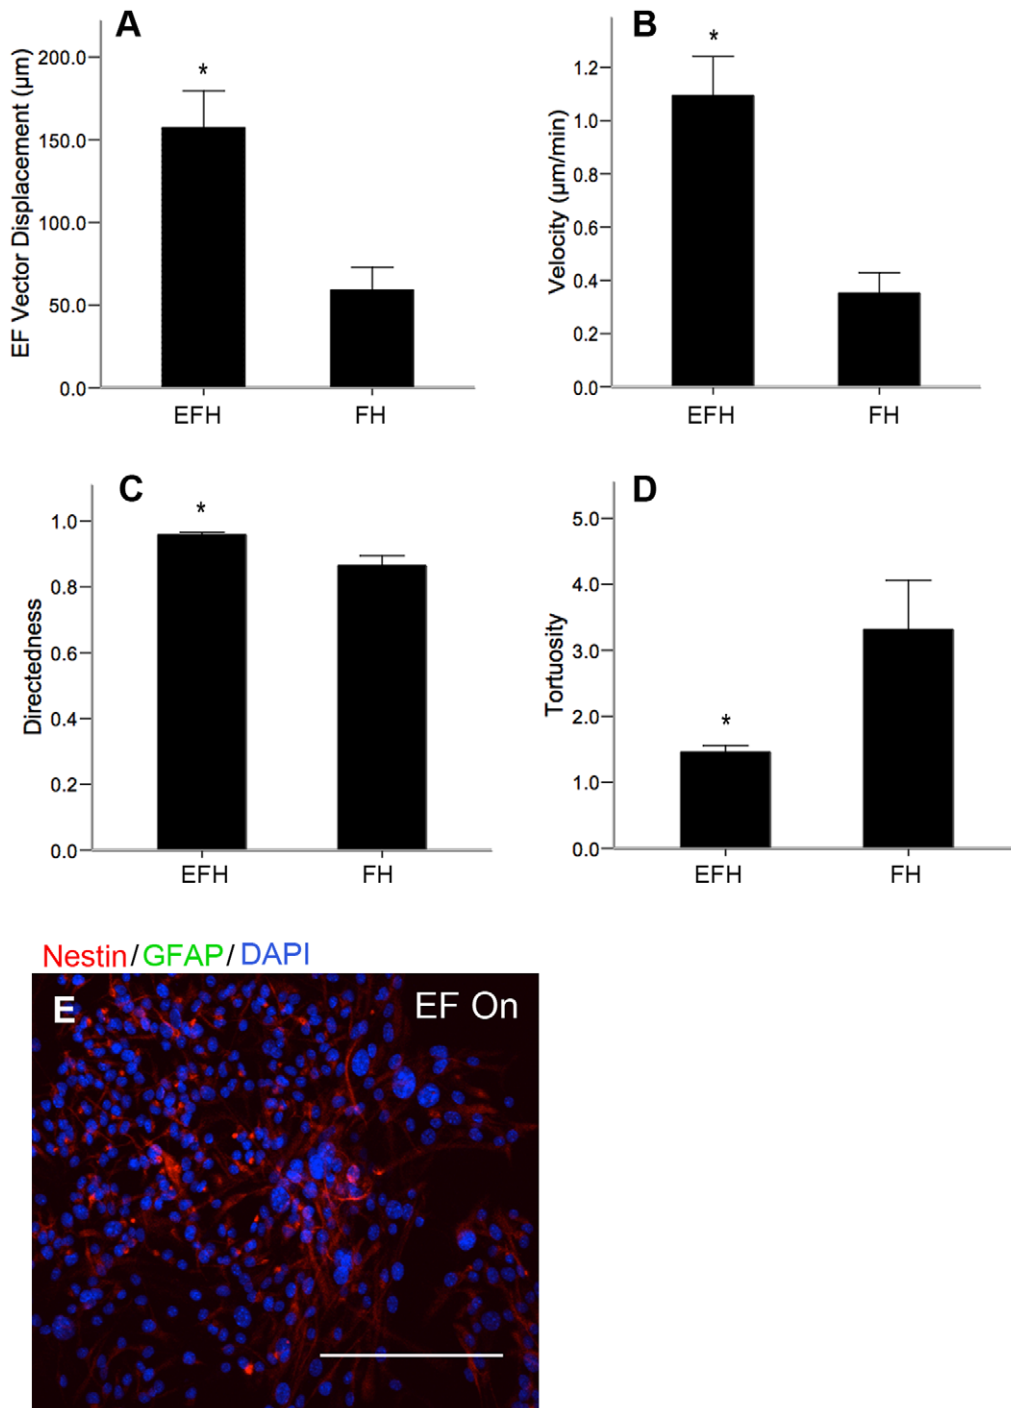 A
EF Vector Displacement (µm)
200.0
150.0
100.0
50.0
0.0
*
EFH
FH
B
Velocity (µm/min)
1.2
1.0
0.8
0.6
0.4
0.2
0.0
*
EFH
FH
C
Directedness
1.0
0.8
0.6
0.4
0.2
0.0
*
EFH
FH
D
Tortuosity
5.0
4.0
3.0
2.0
1.0
0.0
*
EFH
FH
Nestin/GFAP/DAPI
E
EF On